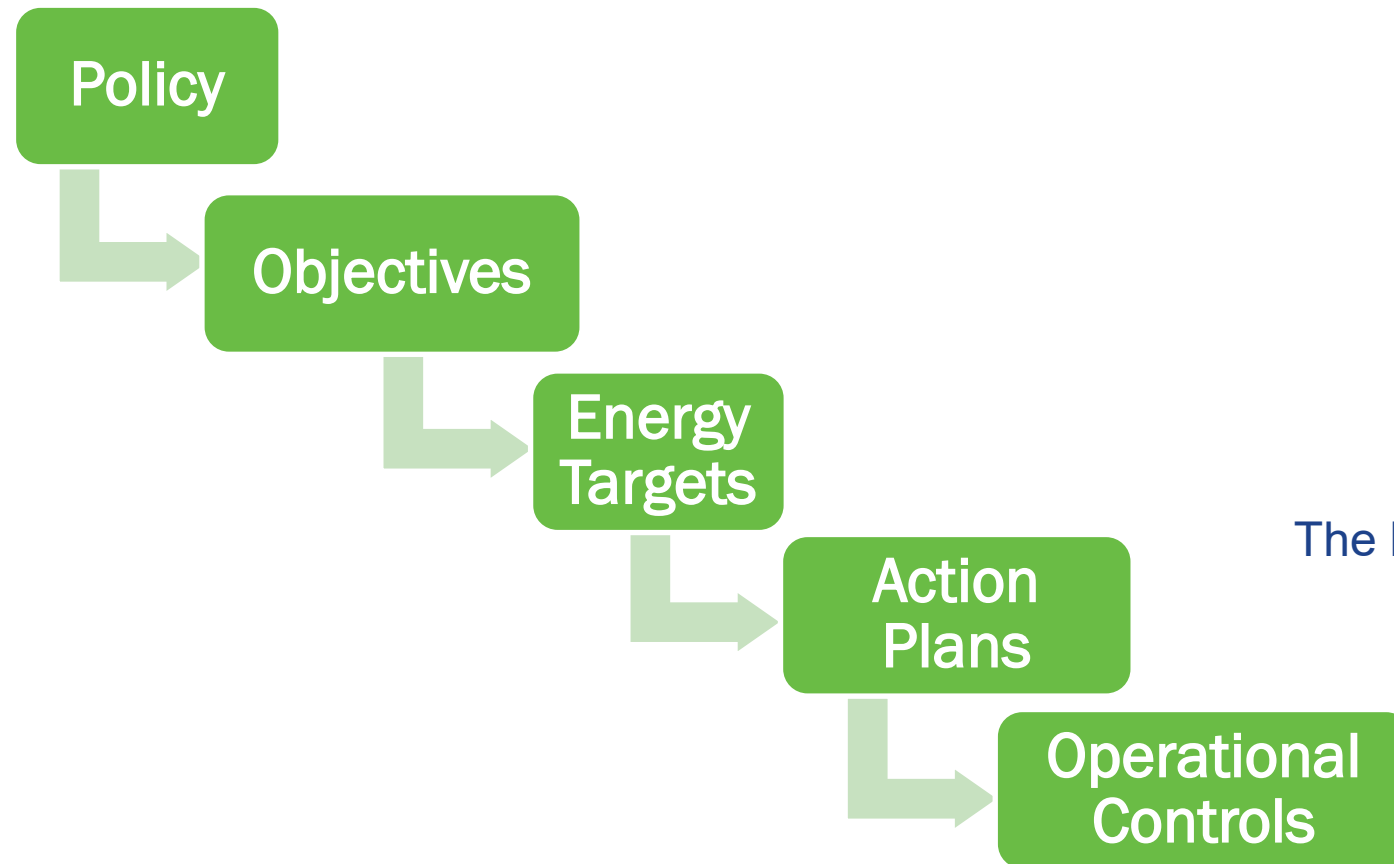 Policy
Objectives
Energy
Targets
The
Action
Plans
Operational
Controls